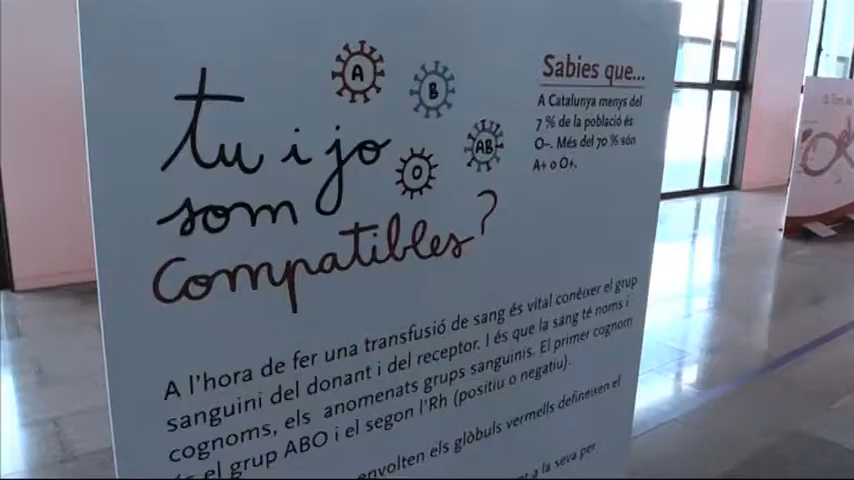 tu i jo
som
compatibles?
A
B
AB
O
Sabies que...
A Catalunya menys del
7 % de la població és
O-. Més del 70 % són
A+ o O+.
A l'hora de fer una transfusió de sang és vital conèixer el grup
sanguini del donant i del receptor. I és que la sang té noms i
cognoms, els anomenats grups sanguinis. El primer cognom
és el grup ABO i el segon l'Rh (positiu o negatiu).
envolten els glòbuls vermells defineixen el
a la seva per